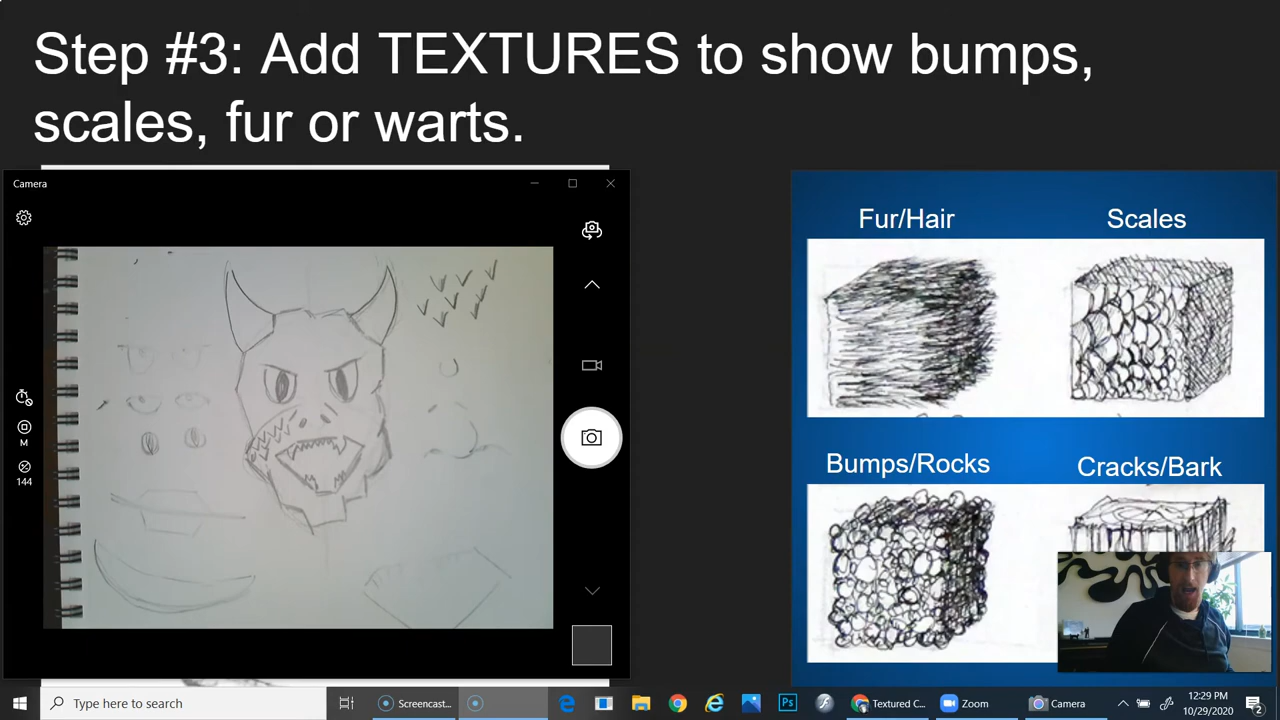 Step #3: Add TEXTURES to show bumps,
scales, fur or warts.
Camera
M
144
Fur/Hair
Scales
Bumps/Rocks
Cracks/Bark
Type here to search
Screencast...
Textured C...
Zoom
Camera
12:29 PM
10/29/2020
2